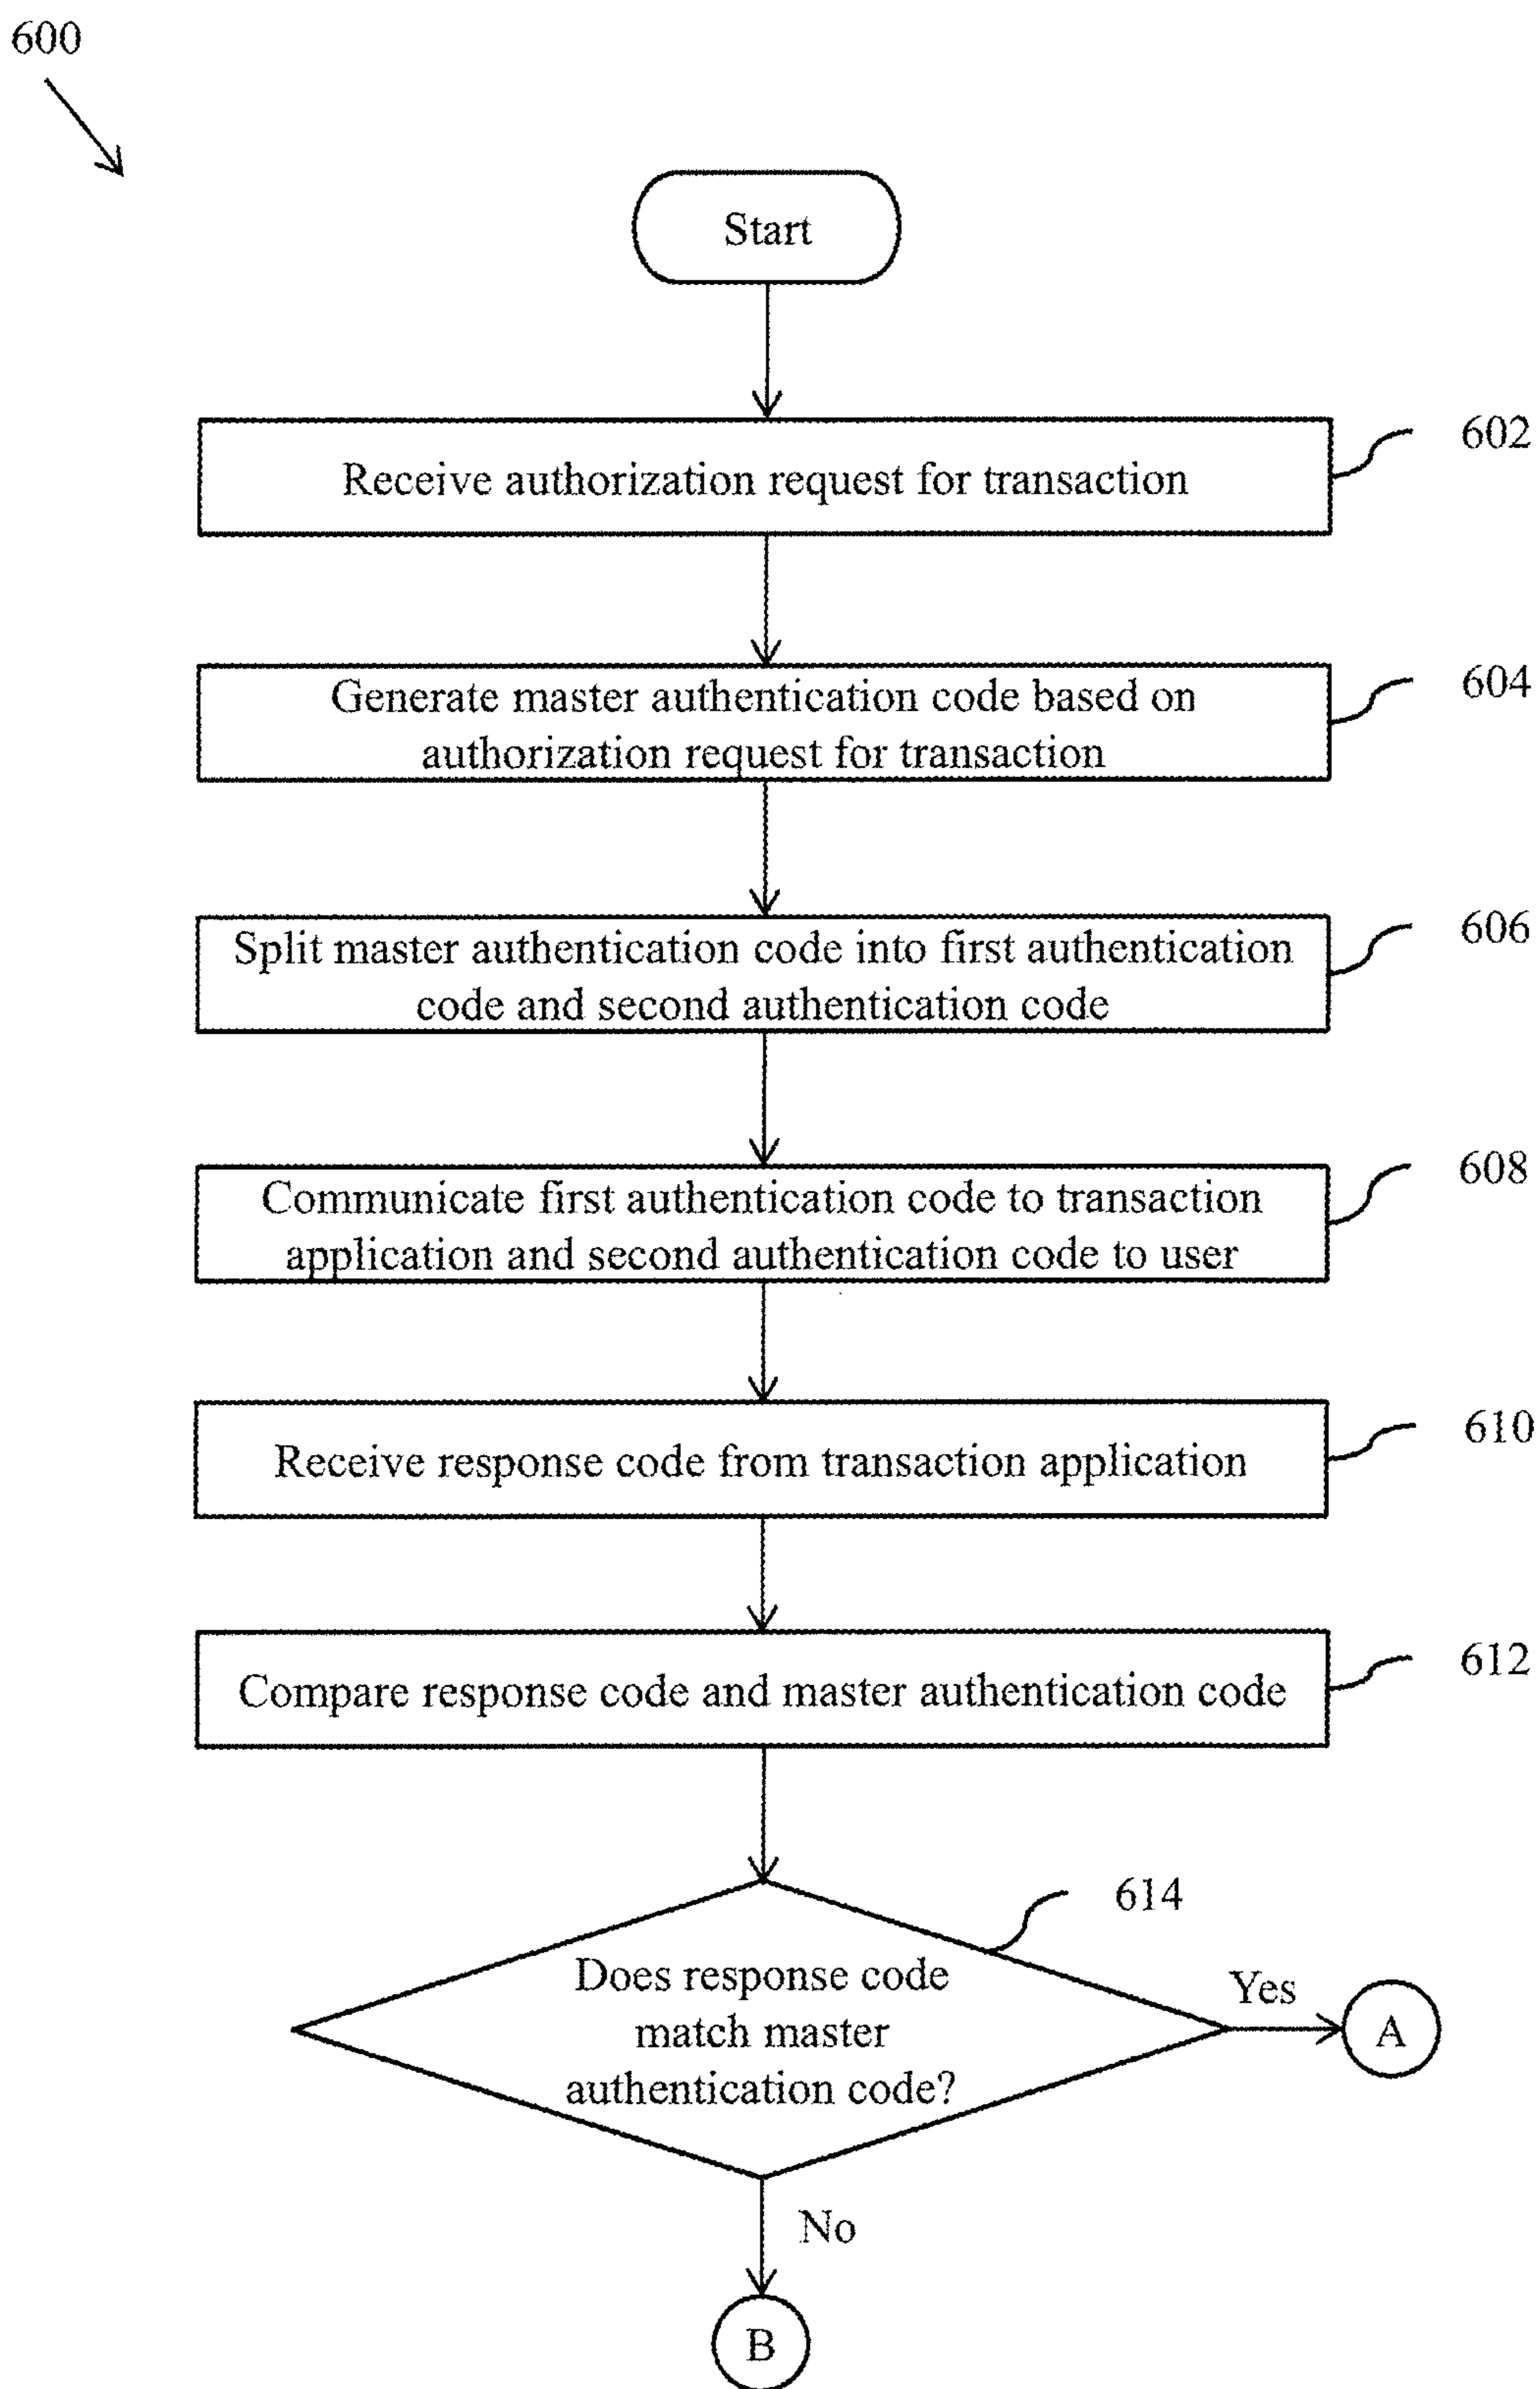 600
Start
Receive authorization request for transaction
602
Generate master authentication code based on
authorization request for transaction
604
Split master authentication code into first authentication
code and second authentication code
606
Communicate first authentication code to transaction
application and second authentication code to user
608
Receive response code from transaction application
610
Compare response code and master authentication code
612
614
Does response code
match master
authentication code?
Yes
A
No
B